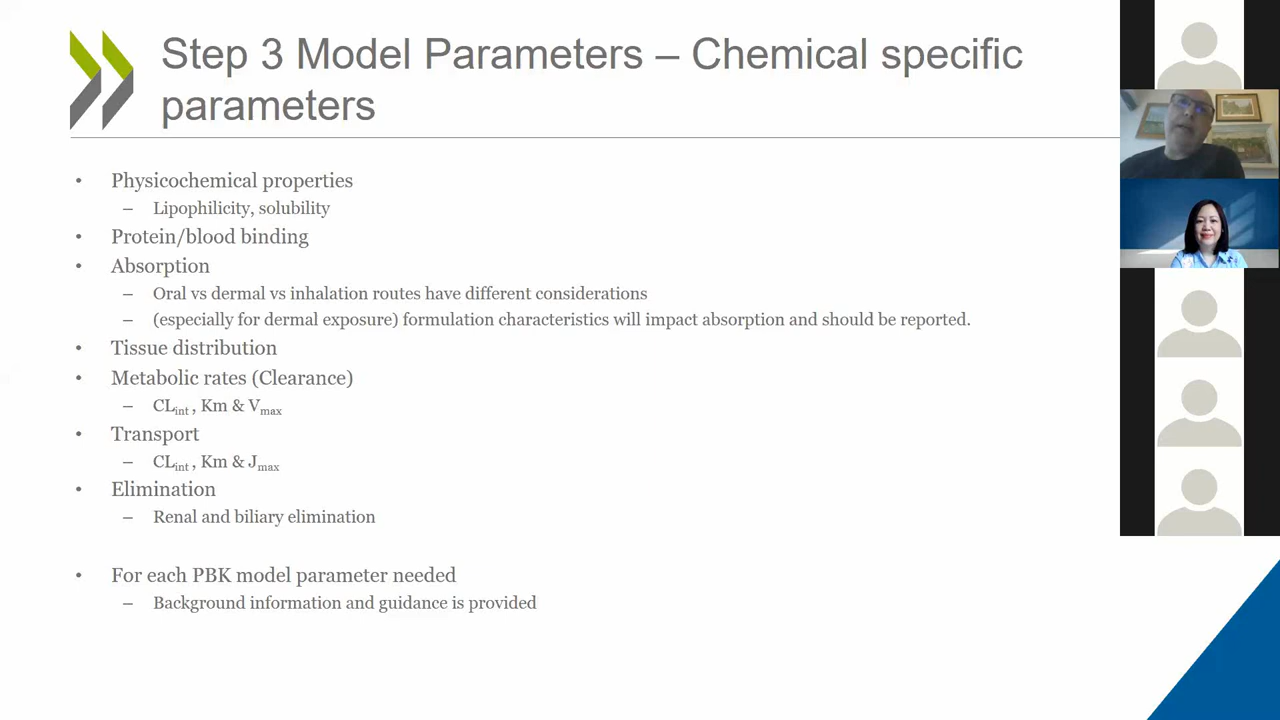 Step 3 Model Parameters – Chemical specific
parameters
• Physicochemical properties
– Lipophilicity, solubility
• Protein/blood binding
• Absorption
– Oral vs dermal vs inhalation routes have different considerations
– (especially for dermal exposure) formulation characteristics will impact absorption and should be reported.
• Tissue distribution
• Metabolic rates (Clearance)
– CLint , Km & Vmax
• Transport
– CLint , Km & Jmax
• Elimination
– Renal and biliary elimination
• For each PBK model parameter needed
– Background information and guidance is provided